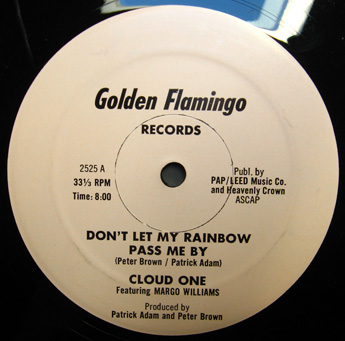 Golden Flamingo
RECORDS
2525 A
33⅓ RPM
Time: 8:00
Publ. by
PAP/LEED Music Co.
and Heavenly Crown
ASCAP
DON'T LET MY RAINBOW
PASS ME BY
(Peter Brown / Patrick Adam)
CLOUD ONE
Featuring MARGO WILLIAMS
Produced by
Patrick Adam and Peter Brown